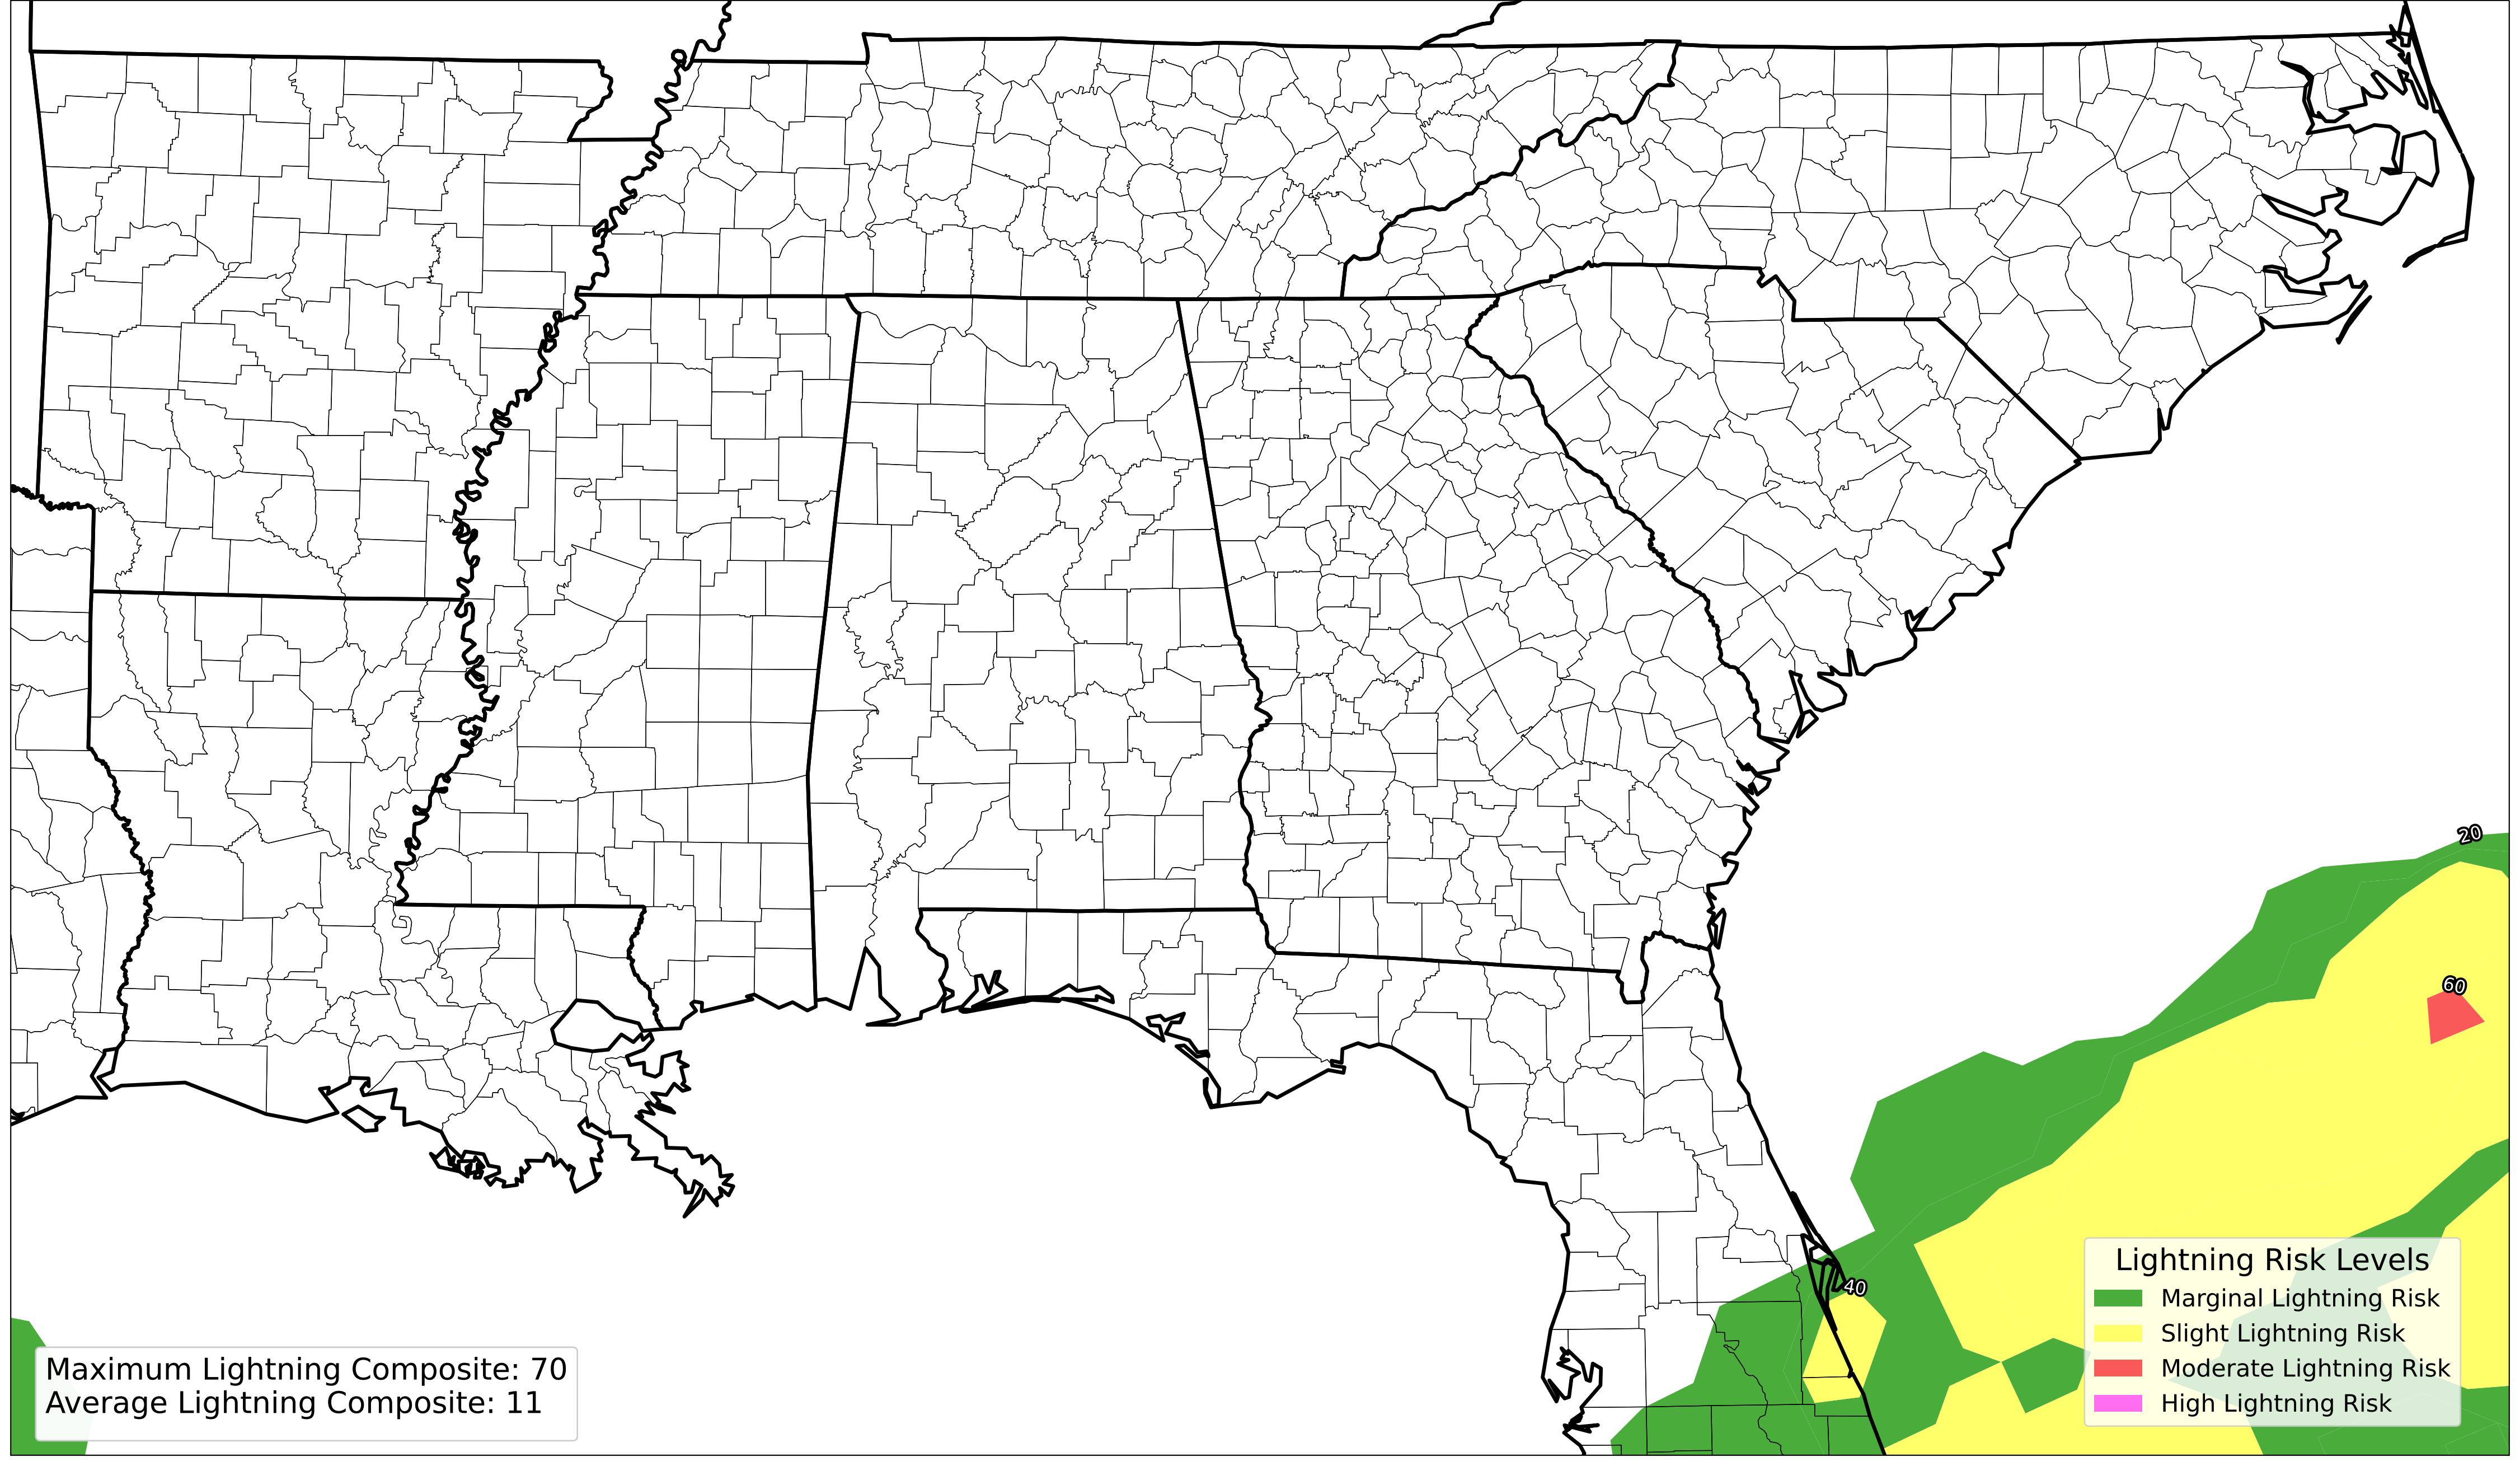 20
60
40
Lightning Risk Levels
Marginal Lightning Risk
Slight Lightning Risk
Moderate Lightning Risk
High Lightning Risk
Maximum Lightning Composite: 70
Average Lightning Composite: 11